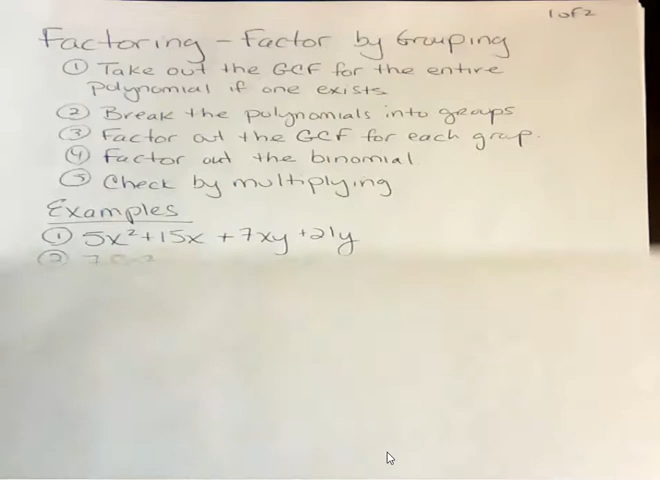 1 of 2
Factoring - Factor by Grouping
① Take out the GCF for the entire
polynomial if one exists
② Break the polynomials into groups
③ Factor out the GCF for each group.
④ Factor out the binomial
⑤ Check by multiplying
Examples
① 5x²+15x +7xy +21y
②